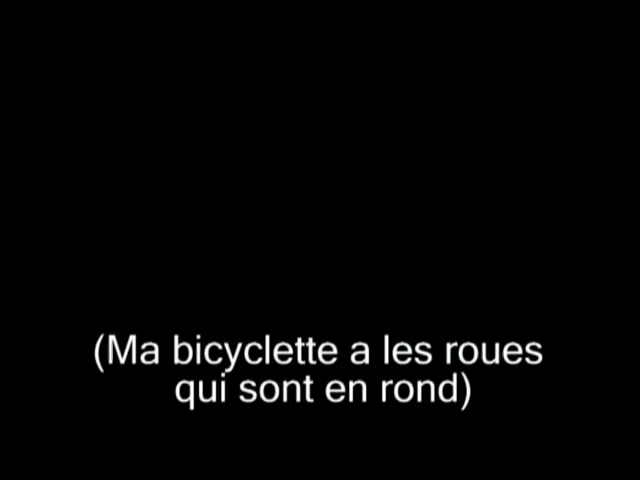 (Ma bicyclette a les roues
qui sont en rond)